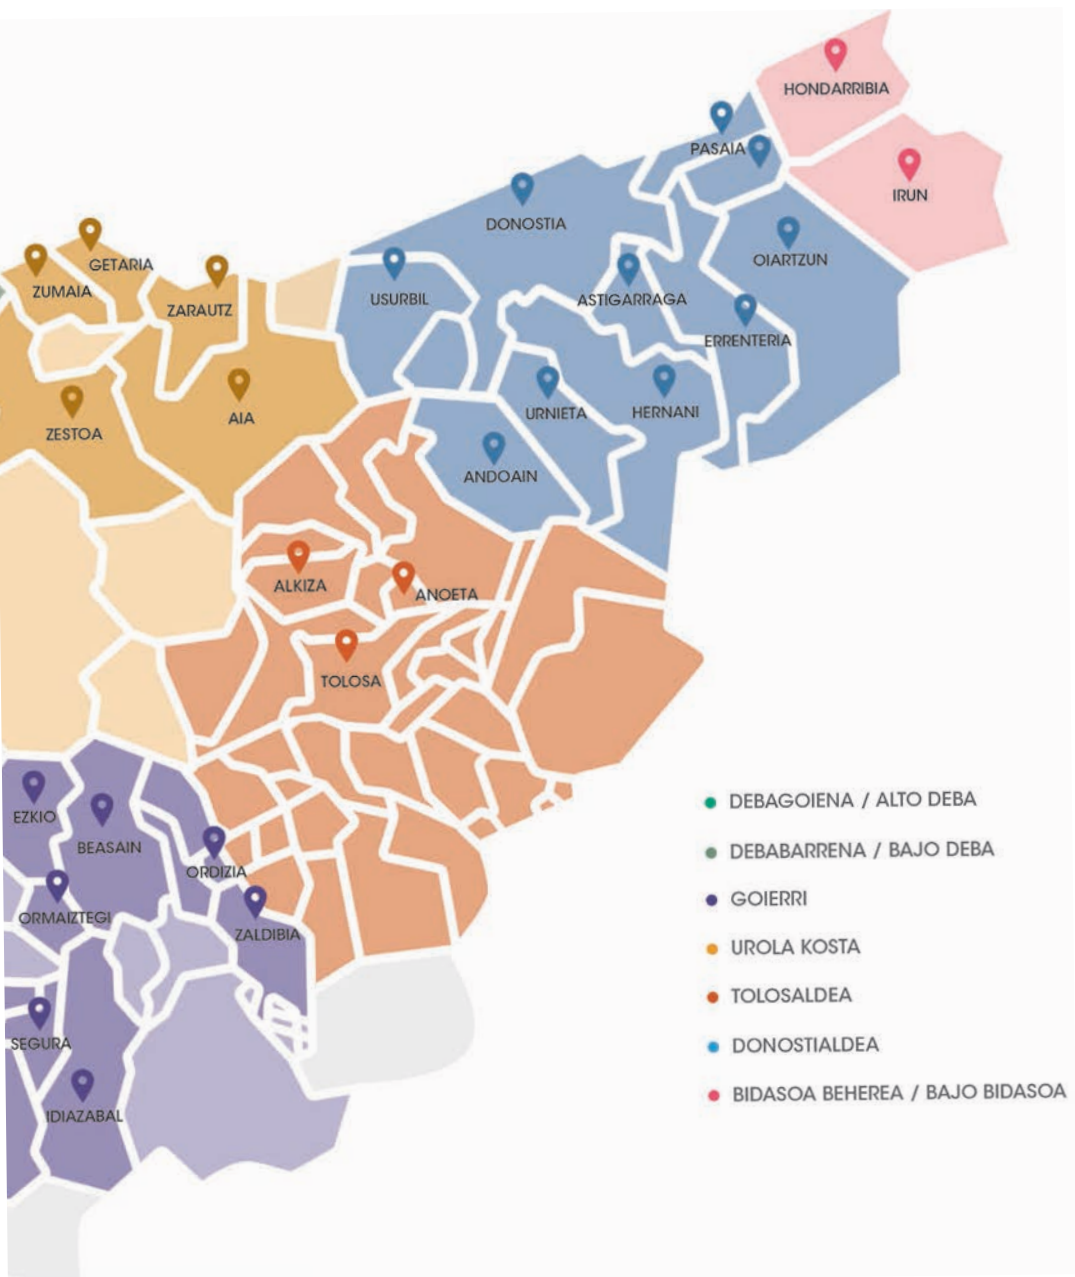 HONDARRIBIA
PASAIA
IRUN
DONOSTIA
OIARTZUN
GETARIA
ZUMAIA
USURBIL
ASTIGARRAGA
ZARAUTZ
ERRENTERIA
AIA
URNIETA
HERNANI
ZESTOA
ANDOAIN
ALKIZA
ANOETA
TOLOSA
EZKIO
BEASAIN
ORDIZIA
ORMAIZTEGI
ZALDIBIA
SEGURA
IDIAZABAL
DEBAGOIENA / ALTO DEBA
DEBABARRENA / BAJO DEBA
GOIERRI
UROLA KOSTA
TOLOSALDEA
DONOSTIALDEA
BIDASOA BEHEREA / BAJO BIDASOA